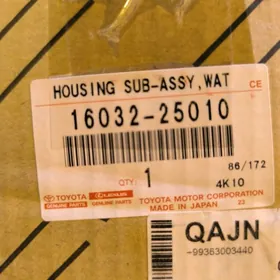 HOUSING SUB-ASSY,WAT
CE
16032-25010
86/172
QTY. 1
4K10
TOYOTA GENUINE PARTS
LEXUS GENUINE PARTS
TOYOTA MOTOR CORPORATION
MADE IN JAPAN 22
QAJN
-99363003440